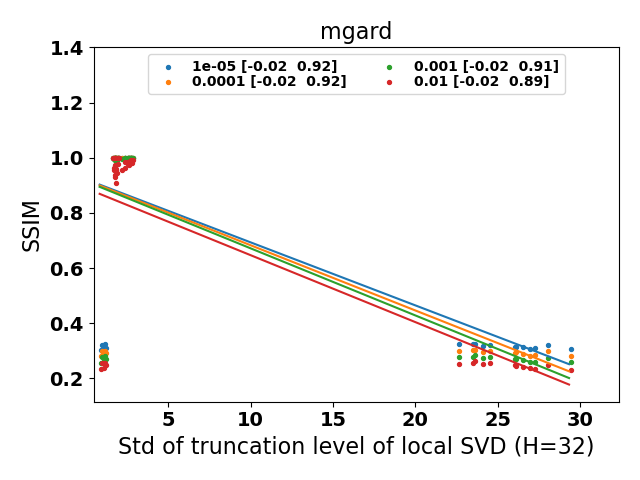 mgard
1.4
1e-05 [-0.02  0.92]
0.0001 [-0.02  0.92]
0.001 [-0.02  0.91]
0.01 [-0.02  0.89]
1.2
1.0
0.8
0.6
0.4
0.2
SSIM
5 10 15 20 25 30
Std of truncation level of local SVD (H=32)